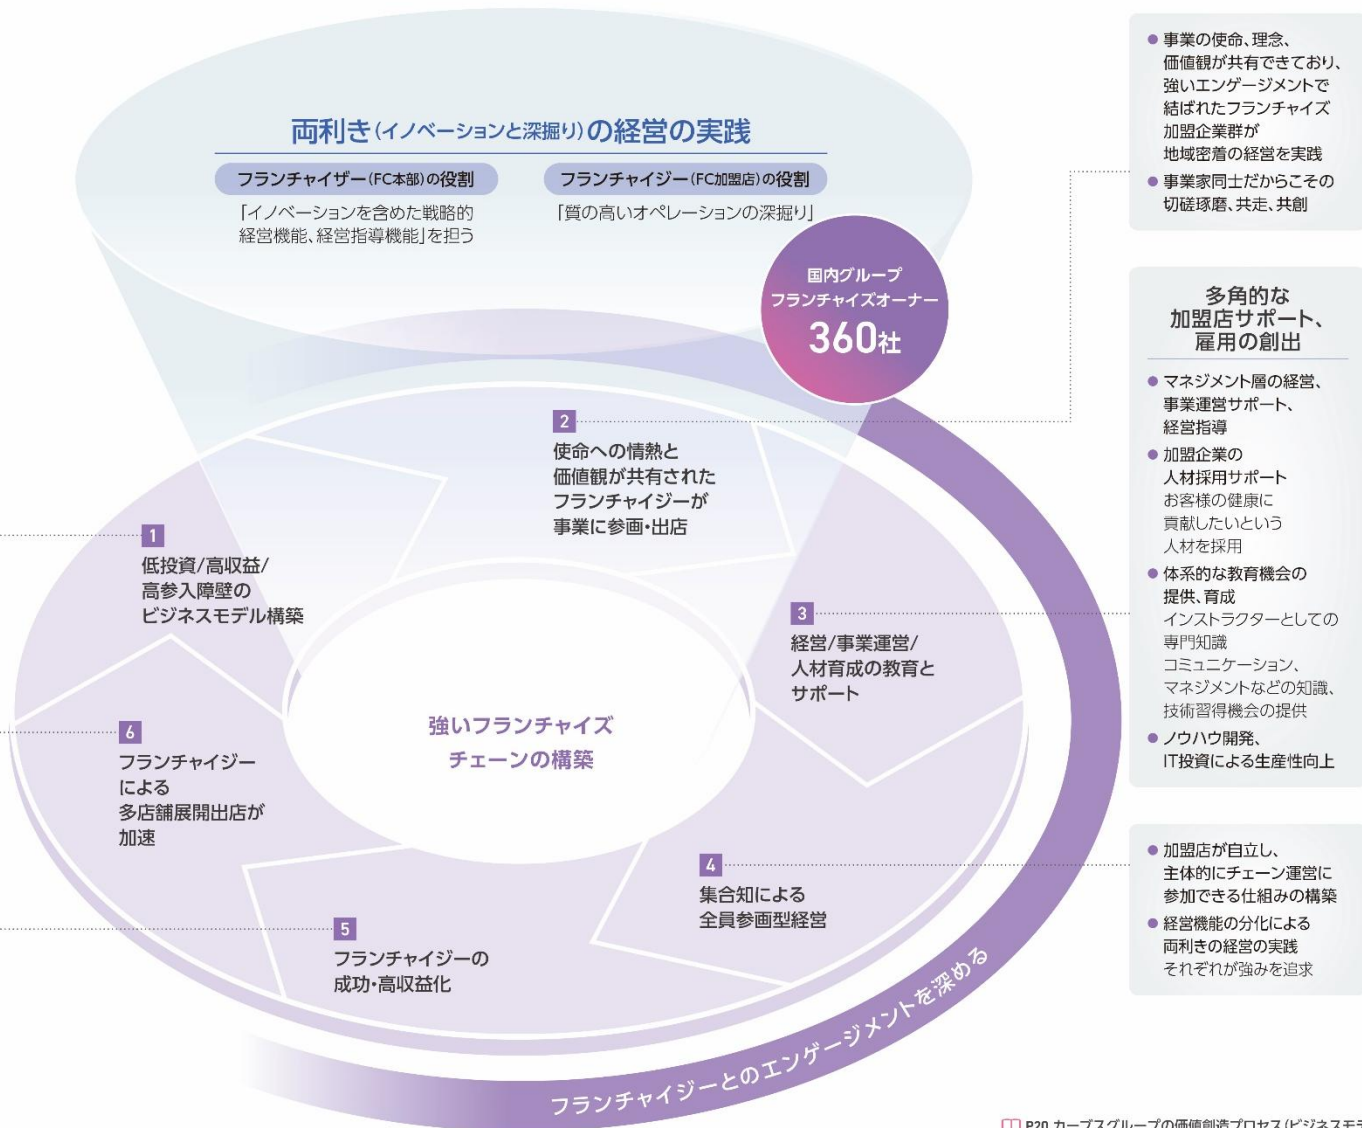 両利き(イノベーションと深掘り)の経営の実践
フランチャイザー(FC本部)の役割
「イノベーションを含めた戦略的
経営機能、経営指導機能」を担う
フランチャイジー(FC加盟店)の役割
「質の高いオペレーションの深掘り」
国内グループ
フランチャイズオーナー
360社
1
低投資/高収益/
高参入障壁の
ビジネスモデル構築
2
使命への情熱と
価値観が共有された
フランチャイジーが
事業に参画・出店
3
経営/事業運営/
人材育成の教育と
サポート
4
集合知による
全員参画型経営
5
フランチャイジーの
成功・高収益化
6
フランチャイジー
による
多店舗展開出店が
加速
強いフランチャイズ
チェーンの構築
フランチャイジーとのエンゲージメントを深める
● 事業の使命、理念、
価値観が共有できており、
強いエンゲージメントで
結ばれたフランチャイズ
加盟企業群が
地域密着の経営を実践
● 事業家同士だからこその
切磋琢磨、共走、共創
多角的な
加盟店サポート、
雇用の創出
● マネジメント層の経営、
事業運営サポート、
経営指導
● 加盟企業の
人材採用サポート
お客様の健康に
貢献したいという
人材を採用
● 体系的な教育機会の
提供、育成
インストラクターとしての
専門知識
コミュニケーション、
マネジメントなどの知識、
技術習得機会の提供
● ノウハウ開発、
IT投資による生産性向上
● 加盟店が自立し、
主体的にチェーン運営に
参加できる仕組みの構築
● 経営機能の分化による
両利きの経営の実践
それぞれが強みを追求
P20 カーブスグループの価値創造プロセス(ビジネスモデ